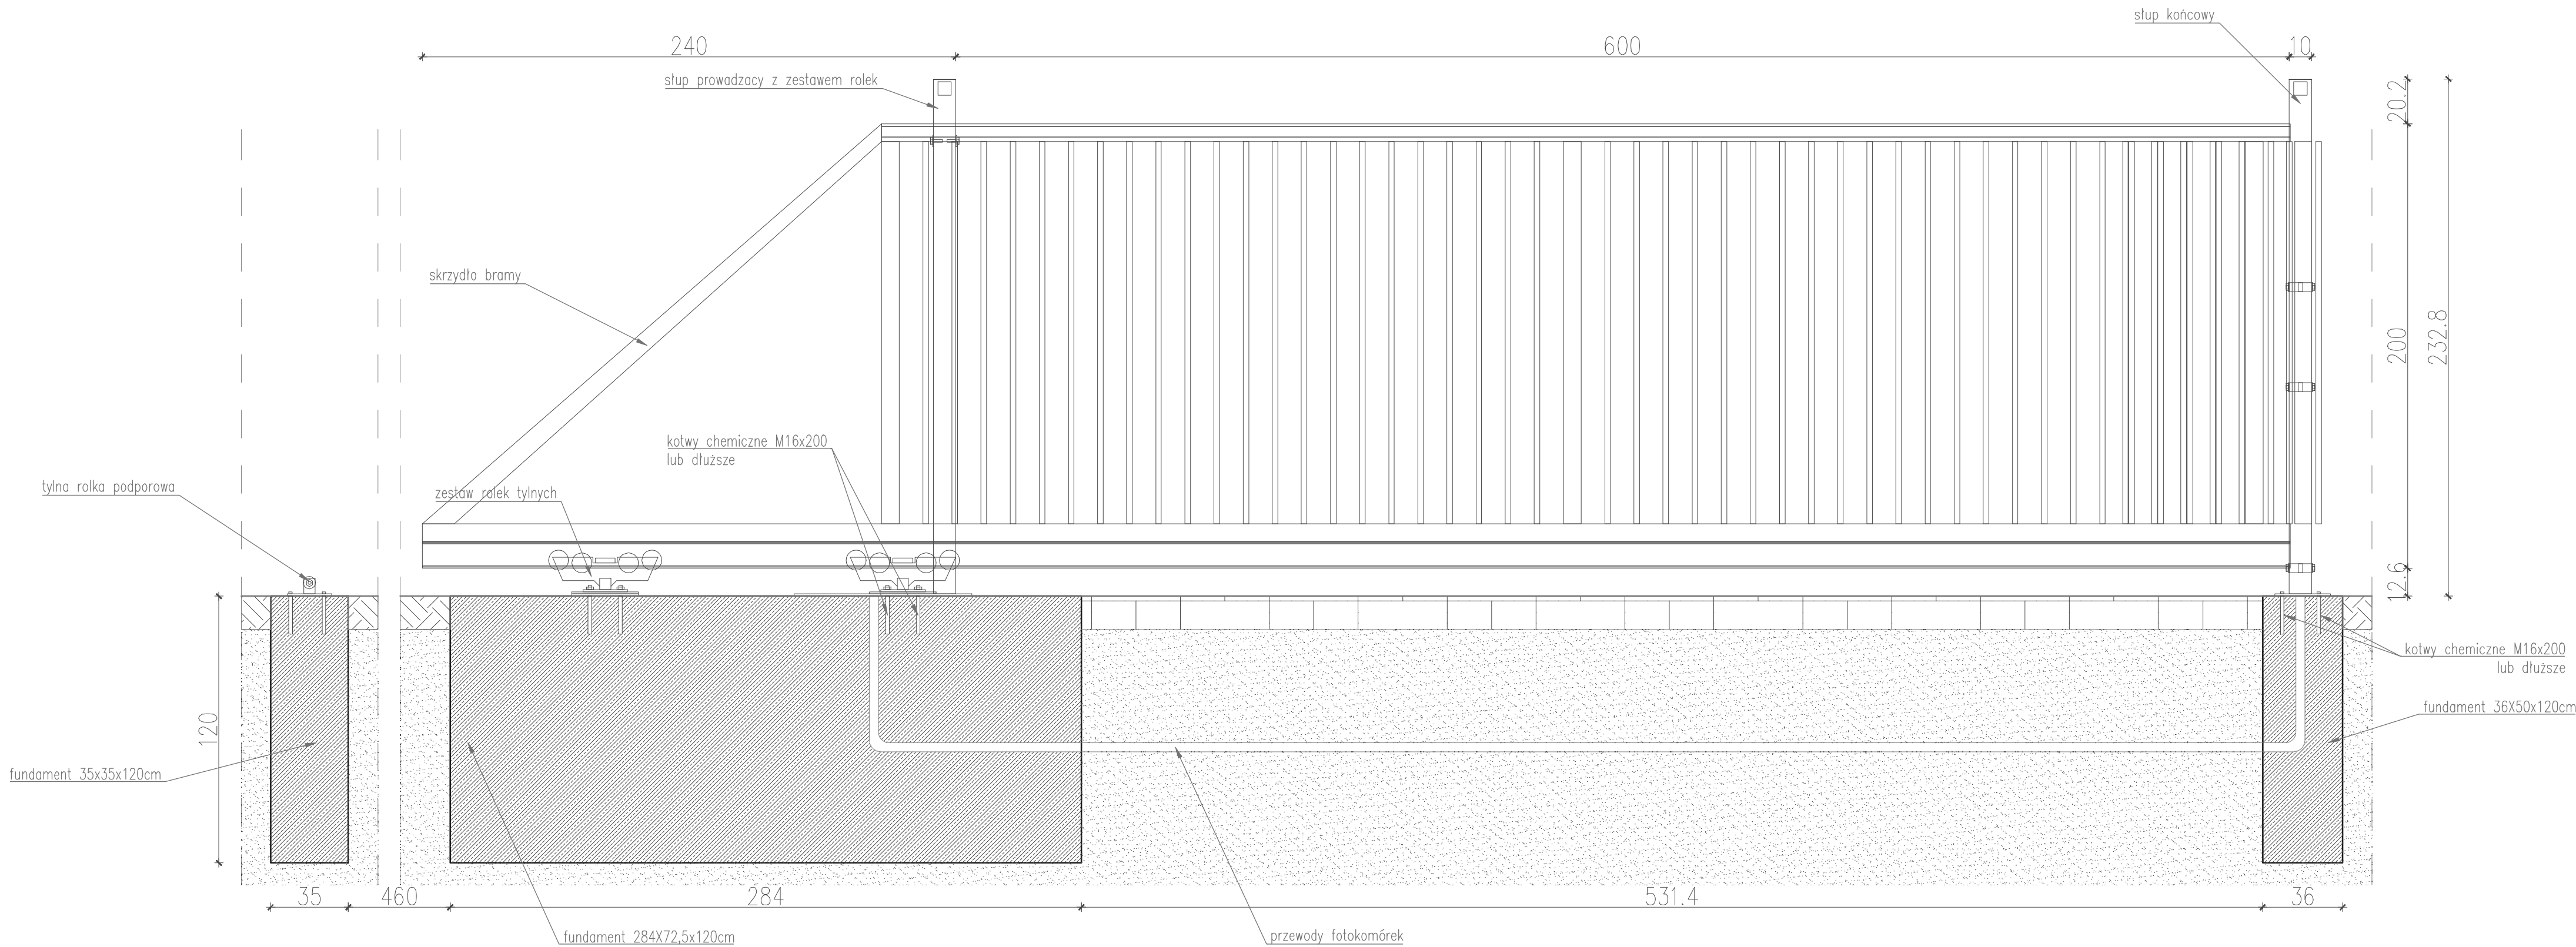 słup końcowy
240
600
10
słup prowadzacy z zestawem rolek
20.2
skrzydło bramy
200
232.8
kotwy chemiczne M16x200
lub dłuższe
tylna rolka podporowa
zestaw rolek tylnych
12.6
kotwy chemiczne M16x200
lub dłuższe
fundament 36X50x120cm
120
fundament 35x35x120cm
35
460
284
531.4
36
fundament 284X72,5x120cm
przewody fotokomórek